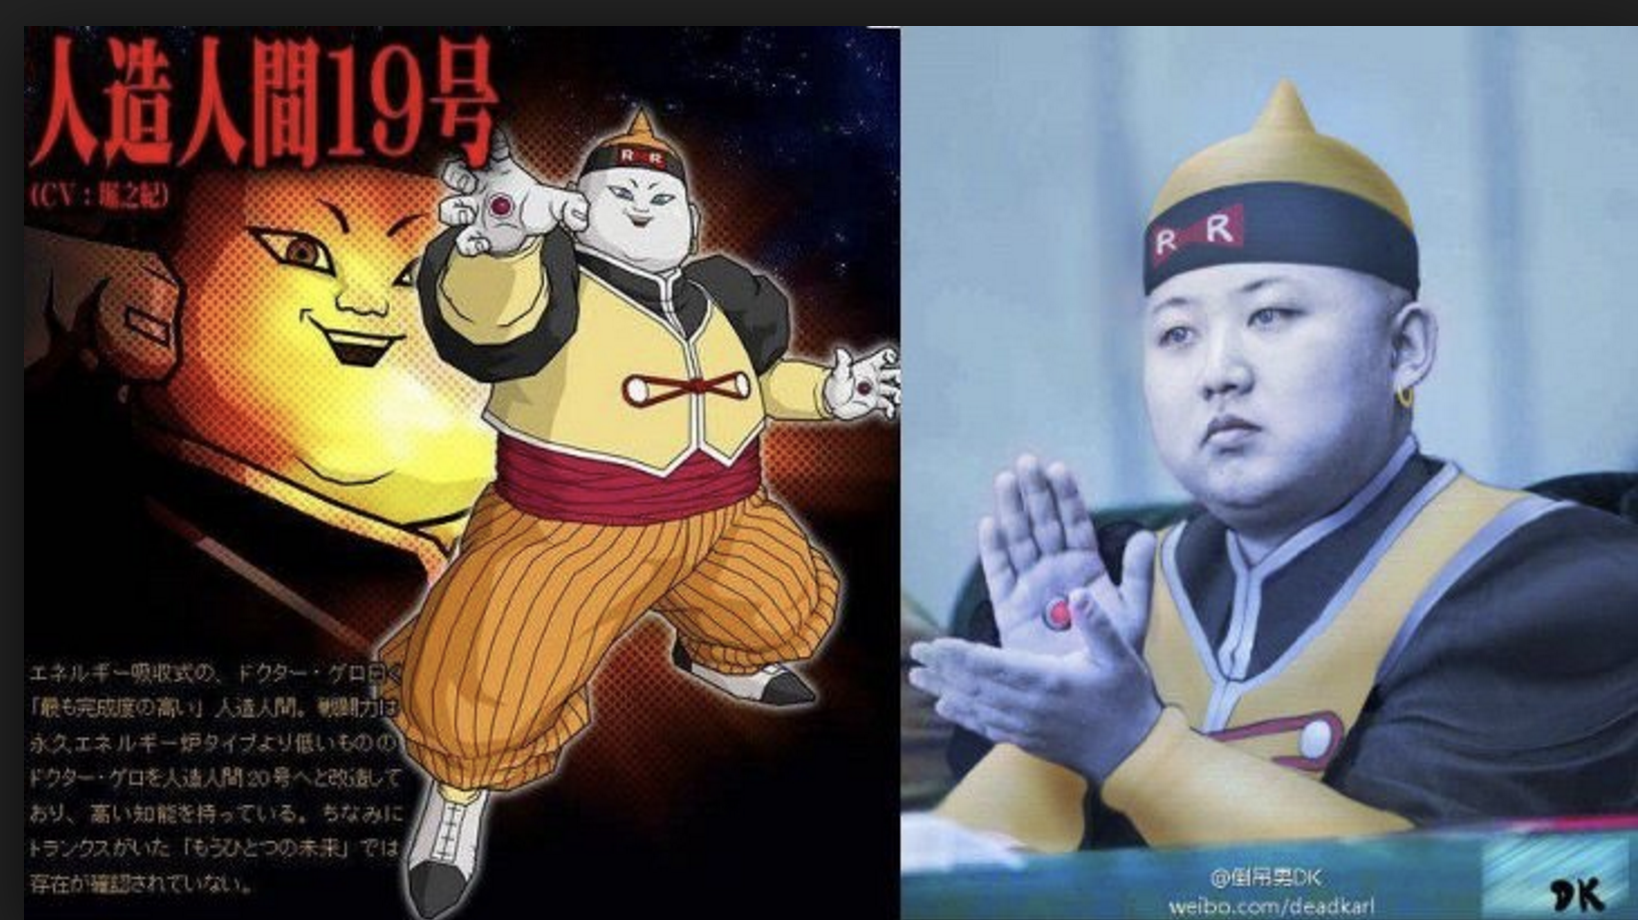 人造人間19号
(CV：堀之紀)
R R
エネルギー吸収式の、ドクター・ゲロ曰く
「最も完成度の高い」人造人間。戦闘力は
永久エネルギー炉タイプより低いものの、
ドクター・ゲロを人造人間20号へと改造して
おり、高い知能を持っている。ちなみに
トランクスがいた「もうひとつの未来」では
存在が確認されていない。
R R
@倒吊男DK
weibo.com/deadkarl
DK